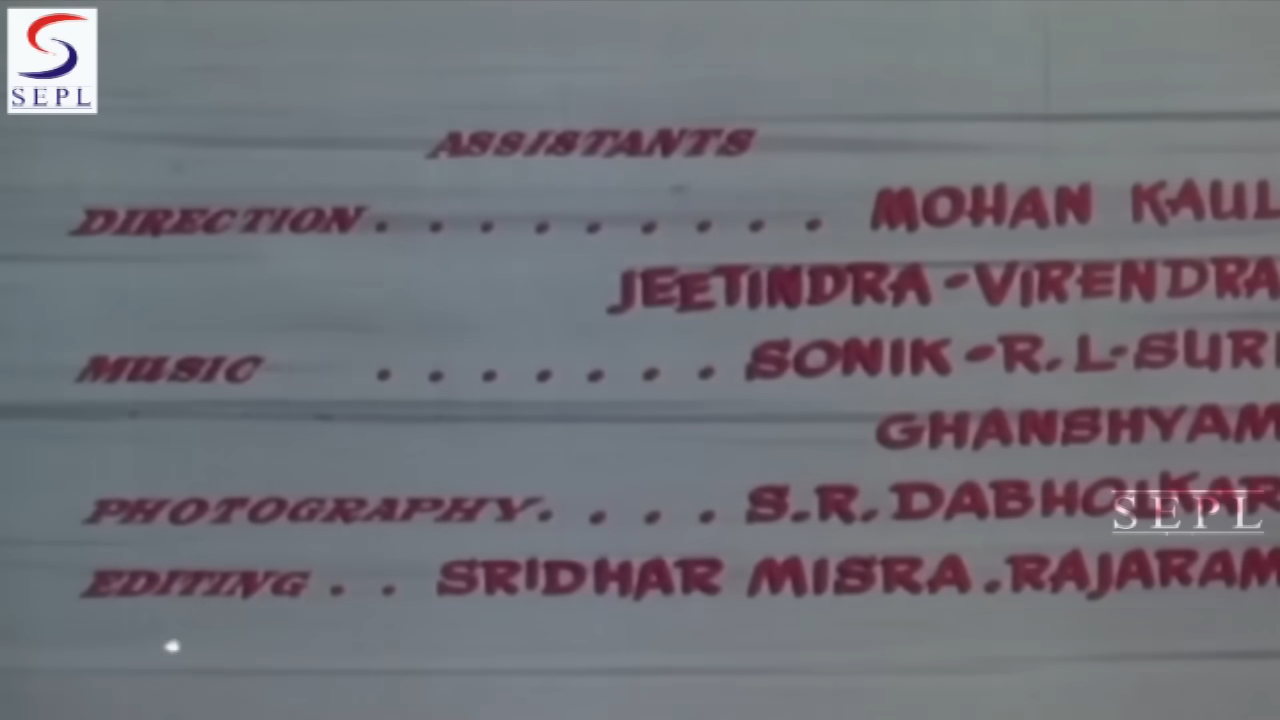 SEPL
ASSISTANTS
DIRECTION......... MOHAN KAUL
JEETINDRA-VIRENDRA
MUSIC ....... SONIK-R.L-SURI
GHANSHYAM
PHOTOGRAPHY.... S.R.DABHOLKAR
SEPL
EDITING.. SRIDHAR MISRA.RAJARAM